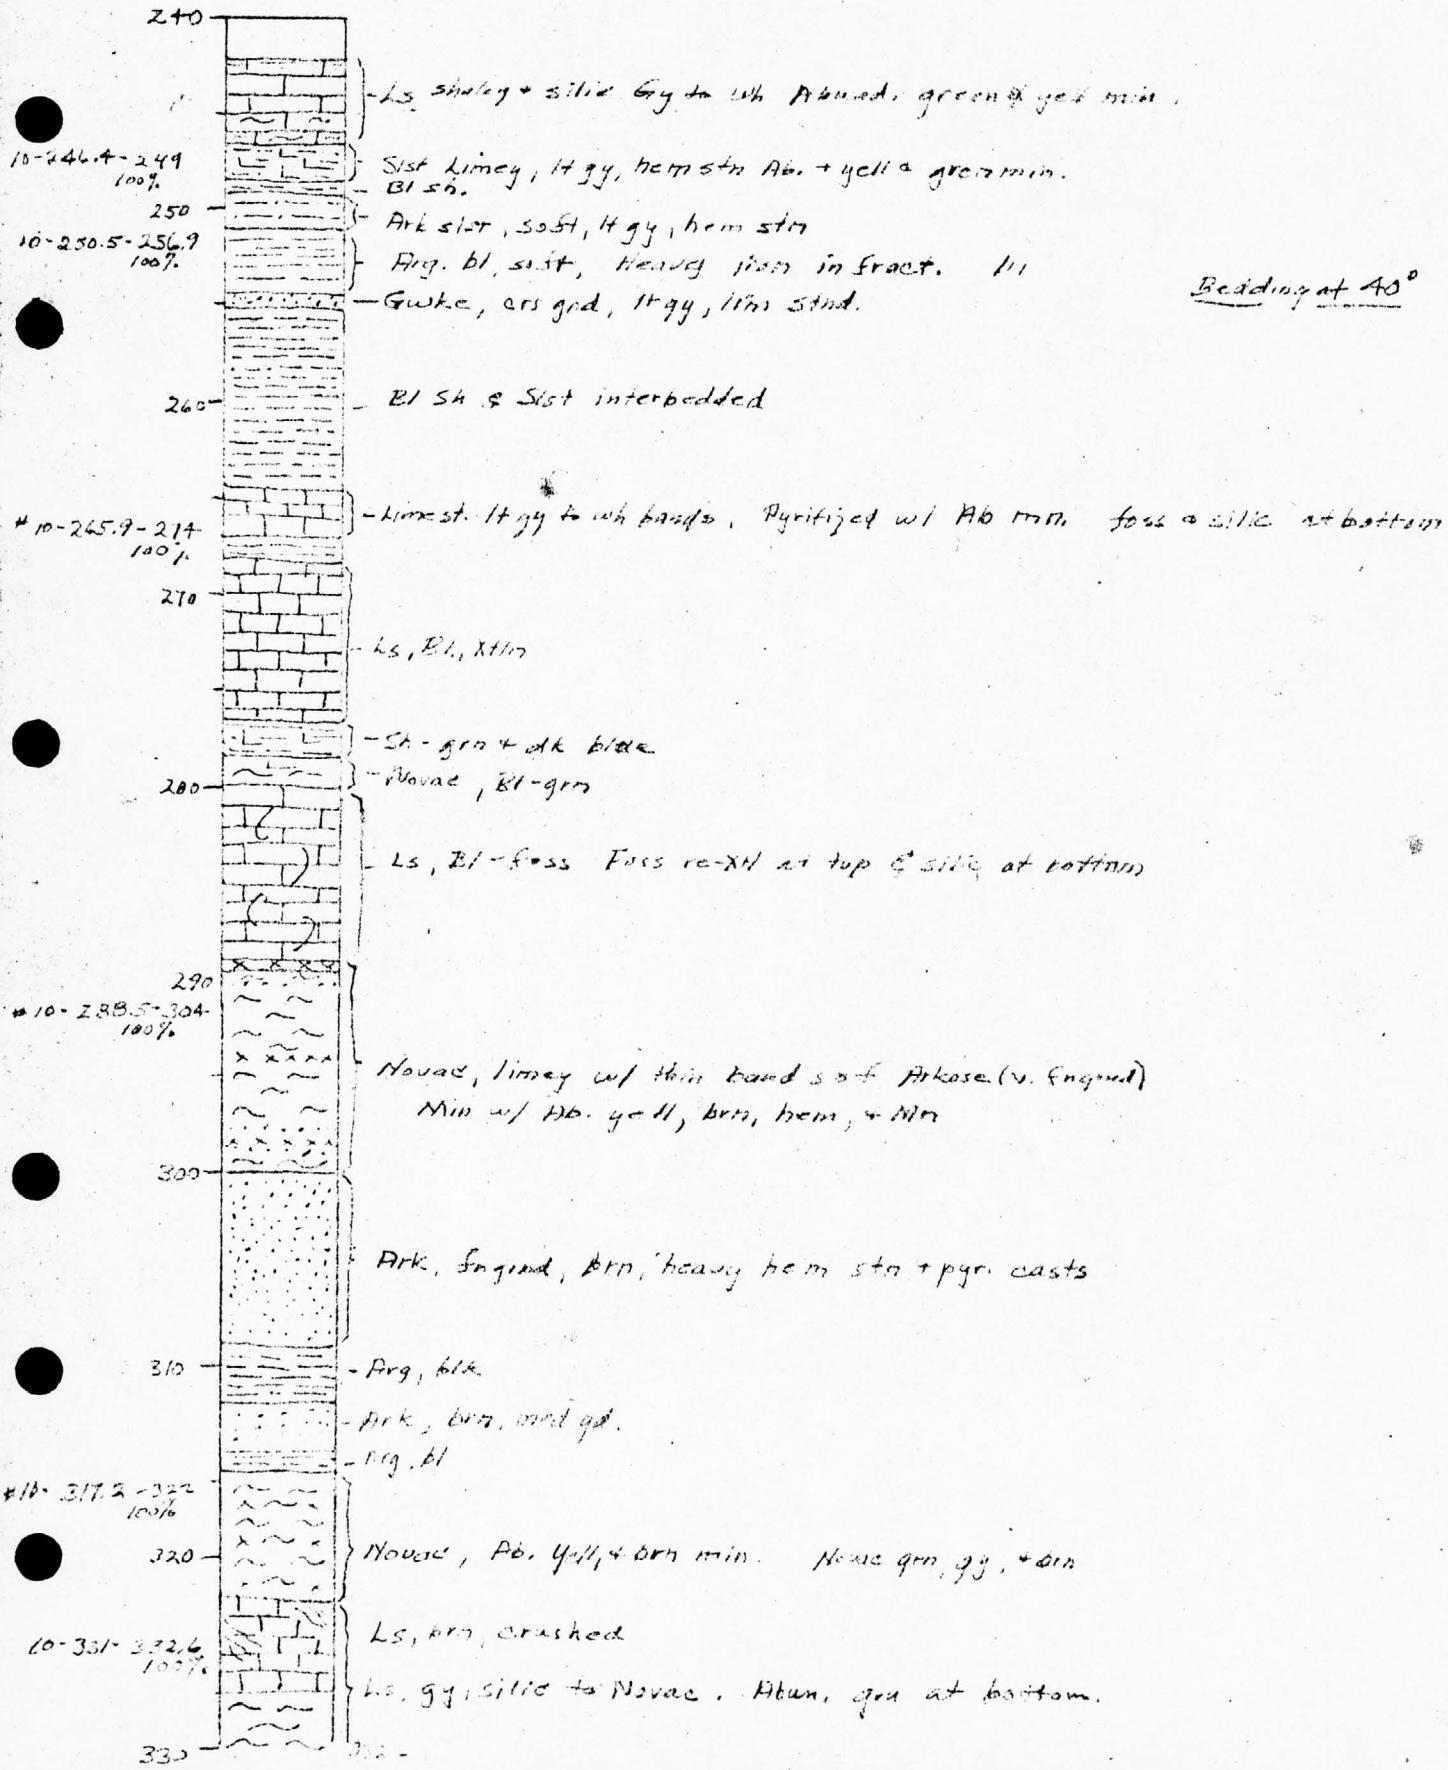 240
Ls shaley + silic Gy to wh Abund. green & yel min.
10-246.4-249
100%
Slst Limey, lt gy, hem stn Ab. + yell & green min.
Bl sh.
250
Ark slst, soft, lt gy, hem stn
10-250.5-256.9
100%
Arg. bl, soft, Heavy in fract.
Bedding at 40°
Gwke, crs grd, lt gy, lim stnd.
260
Bl Sh & Slst interbedded
Limest. lt gy to wh bands, Pyritized w/ Ab mn. foss & silic at bottom
#10-265.9-274
100%
270
Ls, Bl, Xtln
Sh-grn + dk blue
Novac, Bl-grn
280
Ls, Bl-foss Foss re-Xtl at top & silic at bottom
290
#10-288.5-304
100%
Novac, limey w/ thin bands of Arkose (v. fngrnd)
Min w/ Ab. yell, brn, hem, + Mn
300
Ark, fngrnd, brn, heavy hem stn + pyr. casts
310
Arg, blk
Ark, brn, med gd.
Arg, bl
#10-317.2-322
100%
320
Novac, Ab. Yell, + brn min. Novac grn, gy, + brn
Ls, brn, crushed
10-331-332.6
100%
Ls, gy, silic to Novac. Abun. grn at bottom.
330